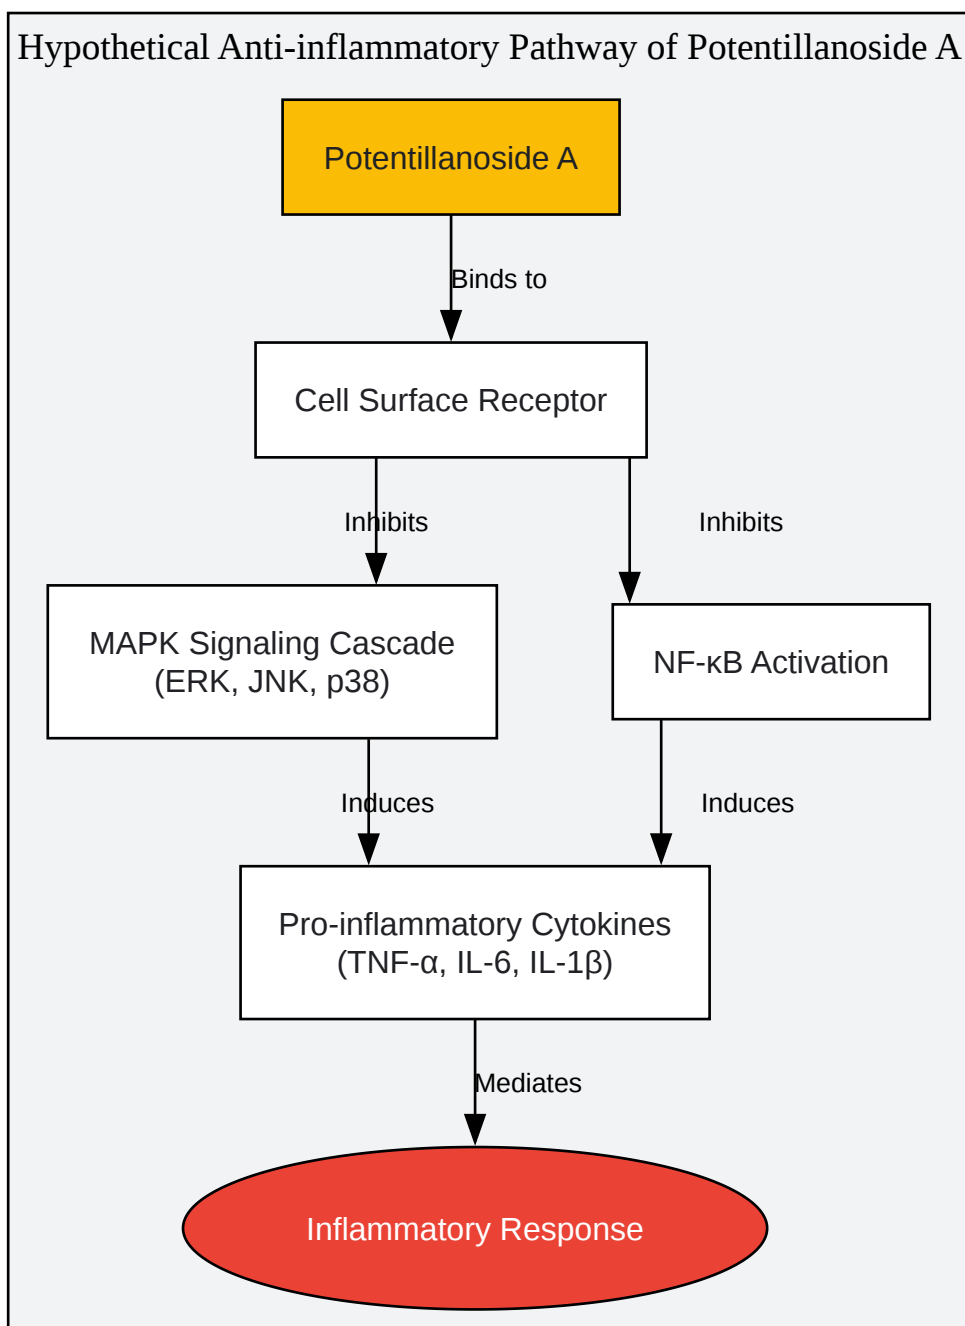 Hypothetical Anti-inflammatory Pathway of Potentillanoside A
Potentillanoside A
Binds to
Cell Surface Receptor
Inhibits
Inhibits
MAPK Signaling Cascade
(ERK, JNK, p38)
NF-κB Activation
Induces
Induces
Pro-inflammatory Cytokines
(TNF-α, IL-6, IL-1β)
Mediates
Inflammatory Response